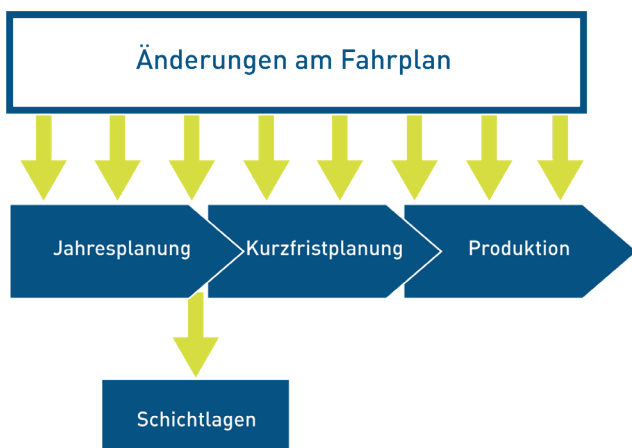 Änderungen am Fahrplan
Jahresplanung
Kurzfristplanung
Produktion
Schichtlagen